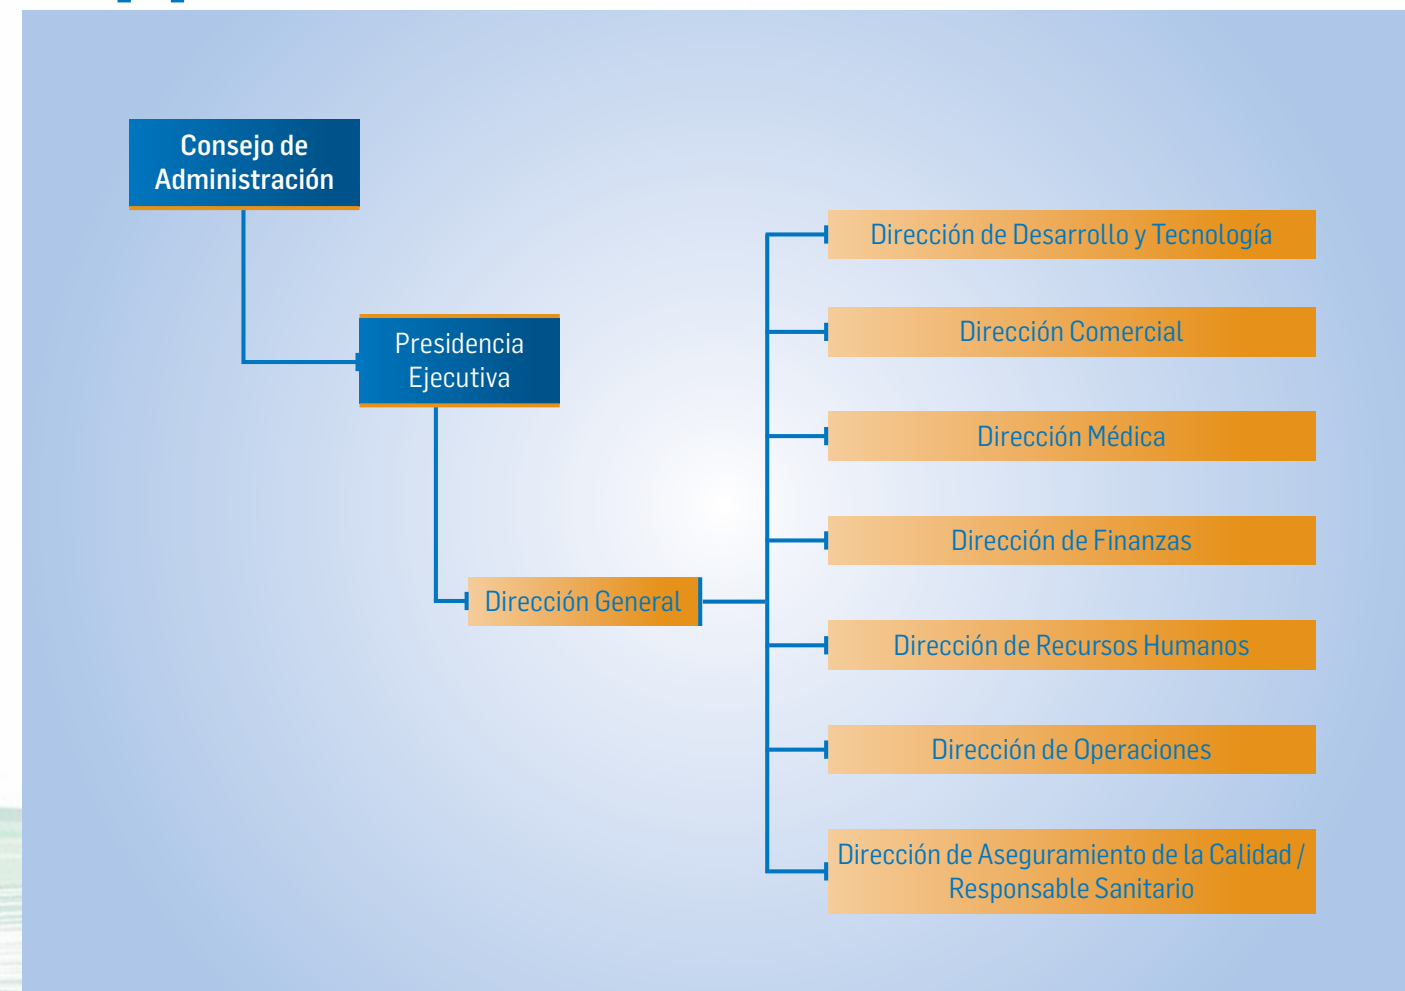 Consejo de
Administración
Presidencia
Ejecutiva
Dirección General
Dirección de Desarrollo y Tecnología
Dirección Comercial
Dirección Médica
Dirección de Finanzas
Dirección de Recursos Humanos
Dirección de Operaciones
Dirección de Aseguramiento de la Calidad /
Responsable Sanitario